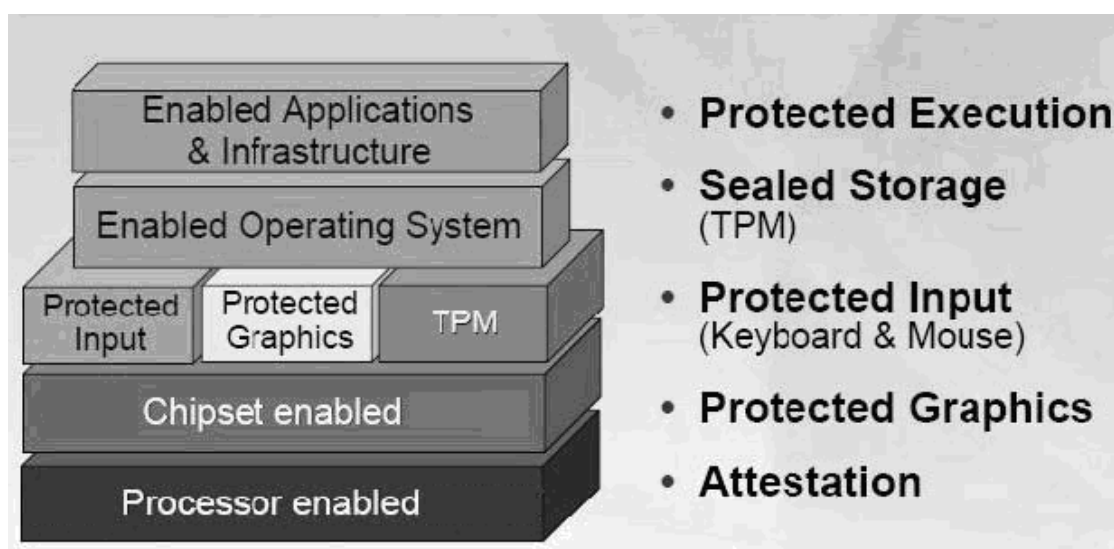 Enabled Applications
& Infrastructure
Enabled Operating System
Protected
Input
Protected
Graphics
TPM
Chipset enabled
Processor enabled
• Protected Execution
• Sealed Storage
(TPM)
• Protected Input
(Keyboard & Mouse)
• Protected Graphics
• Attestation